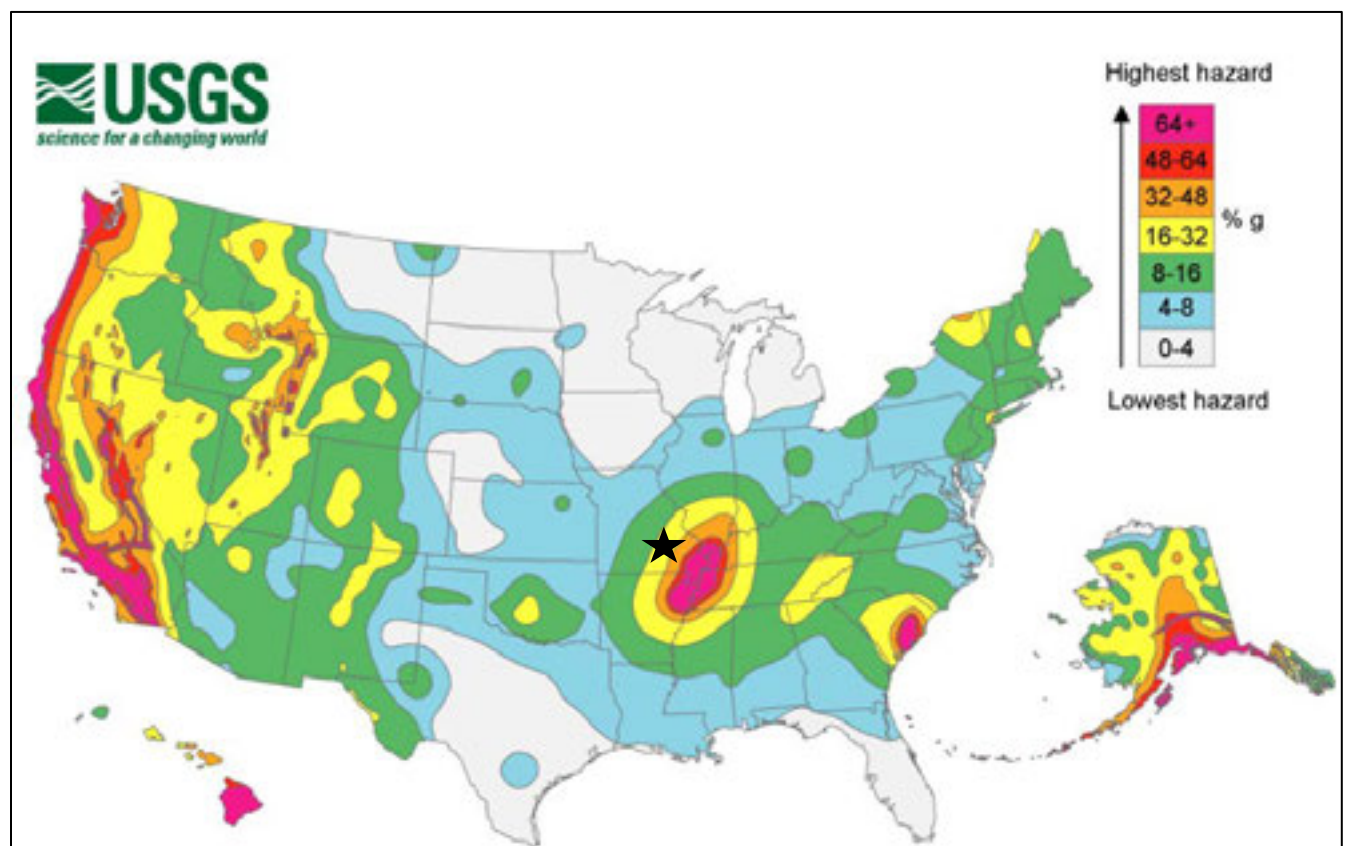 USGS
science for a changing world
Highest hazard
64+
48-64
32-48
16-32
8-16
4-8
0-4
% g
Lowest hazard